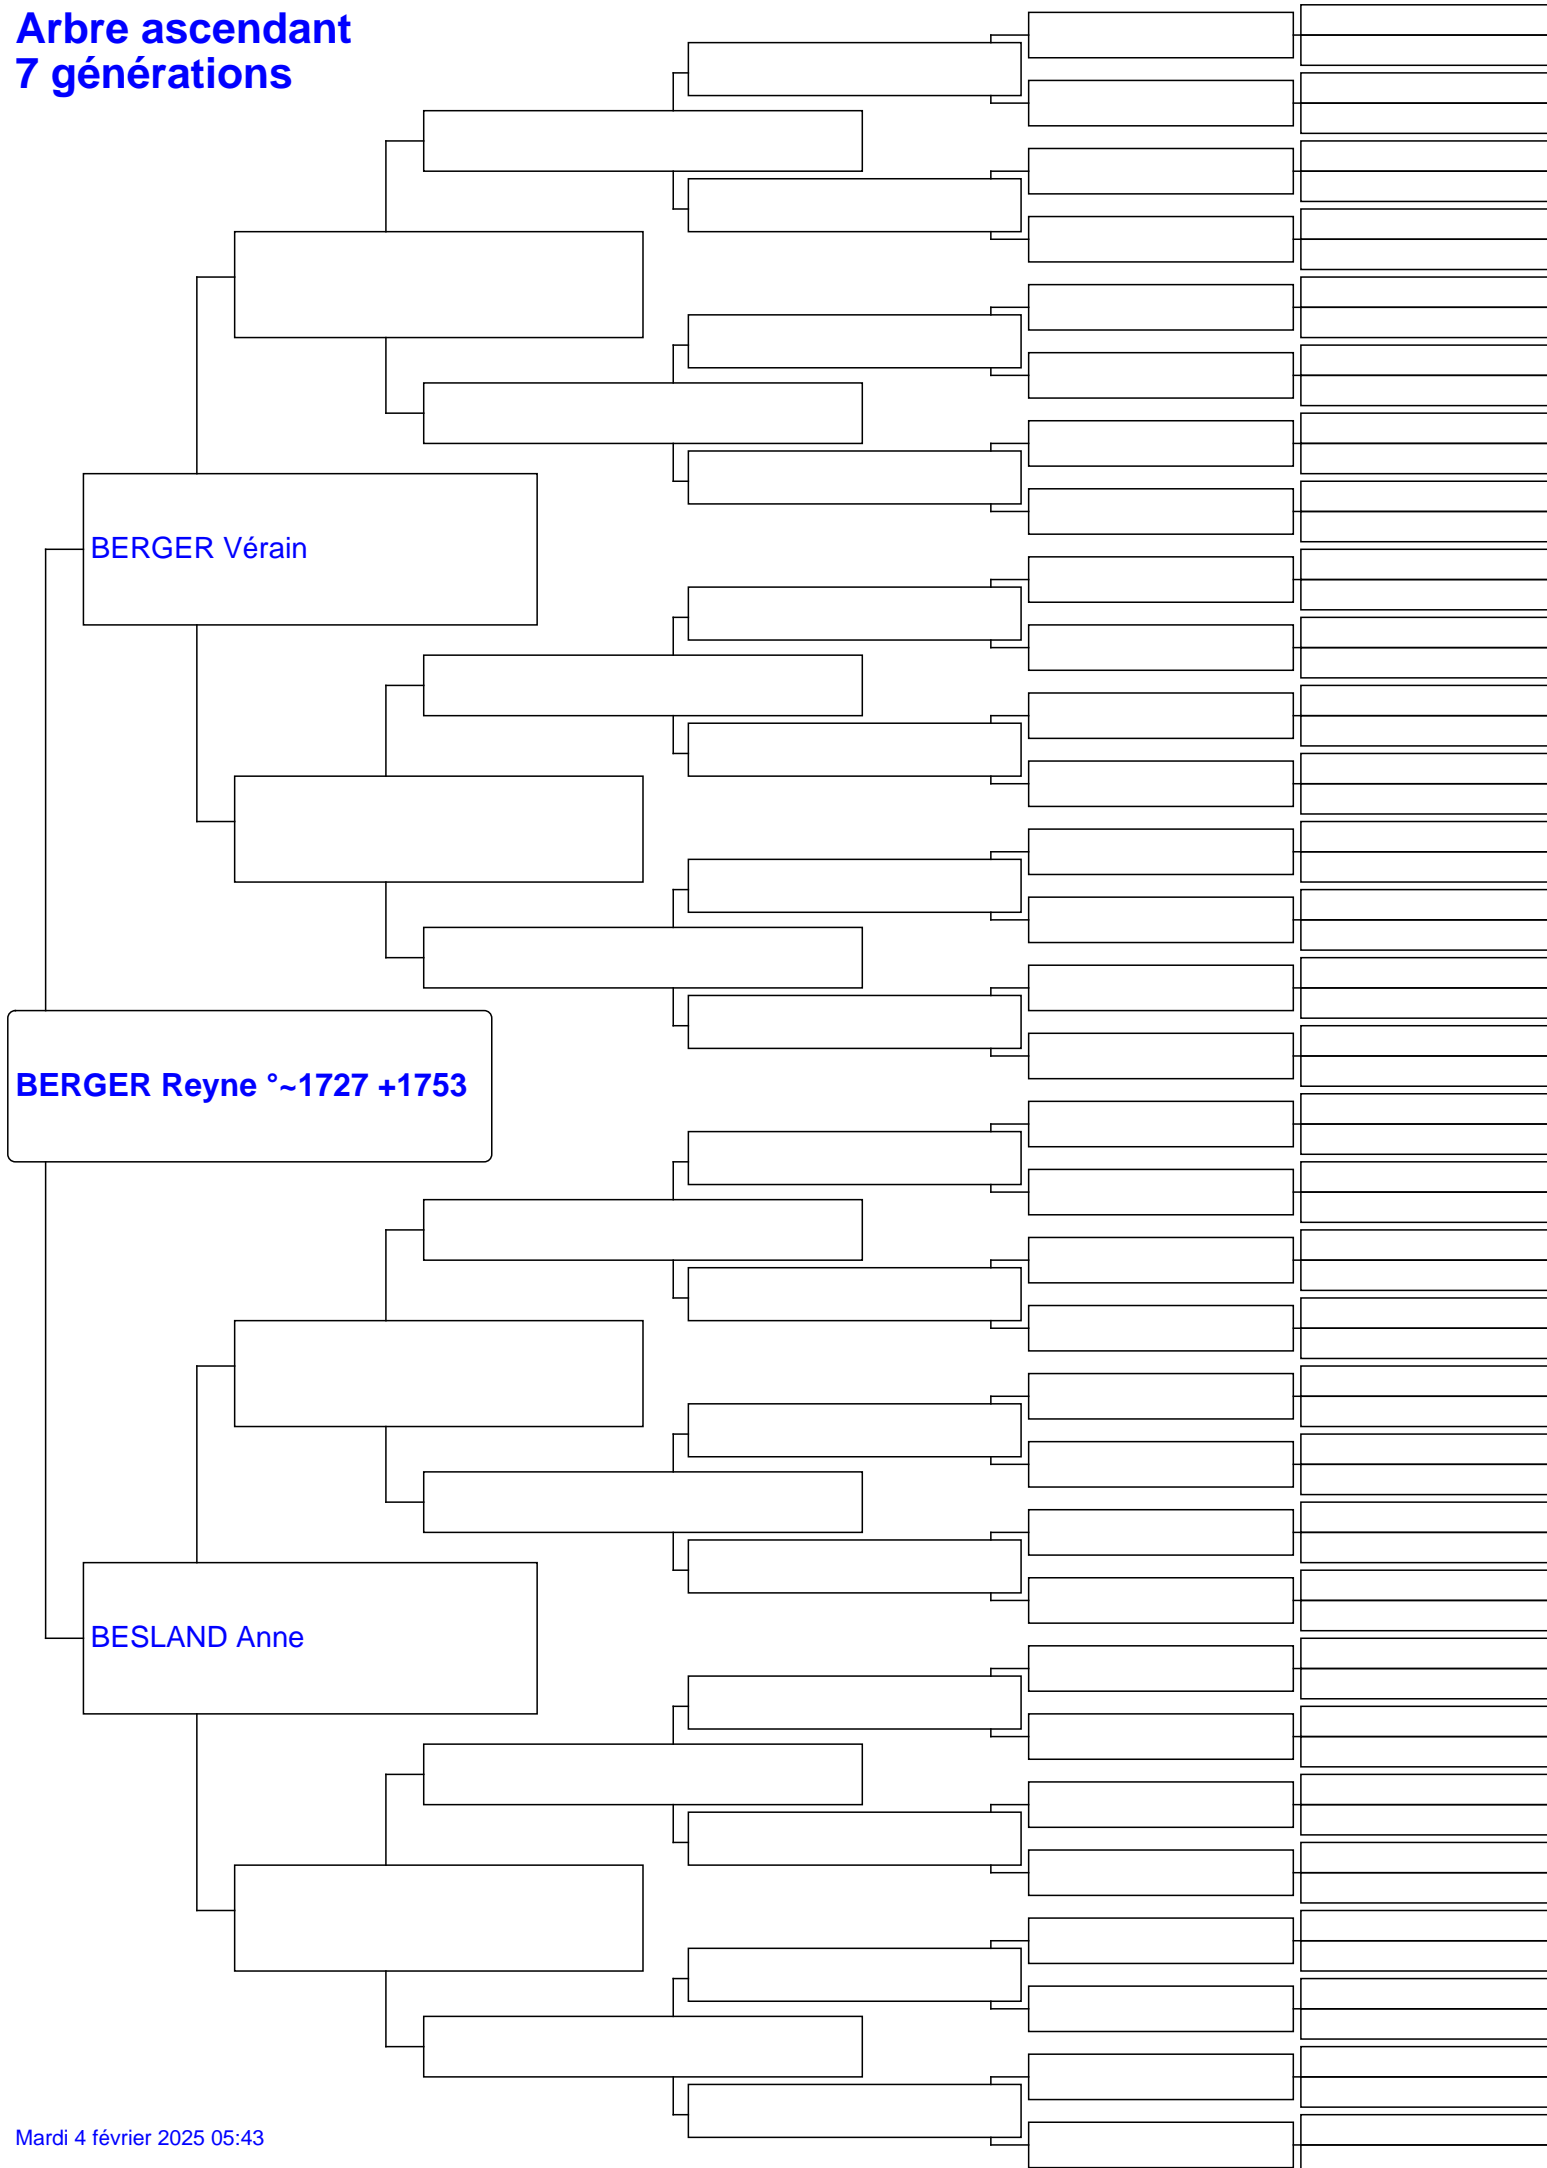 Arbre ascendant
7 générations
BERGER Vérain
BERGER Reyne °~1727 +1753
BESLAND Anne
Mardi 4 février 2025 05:43